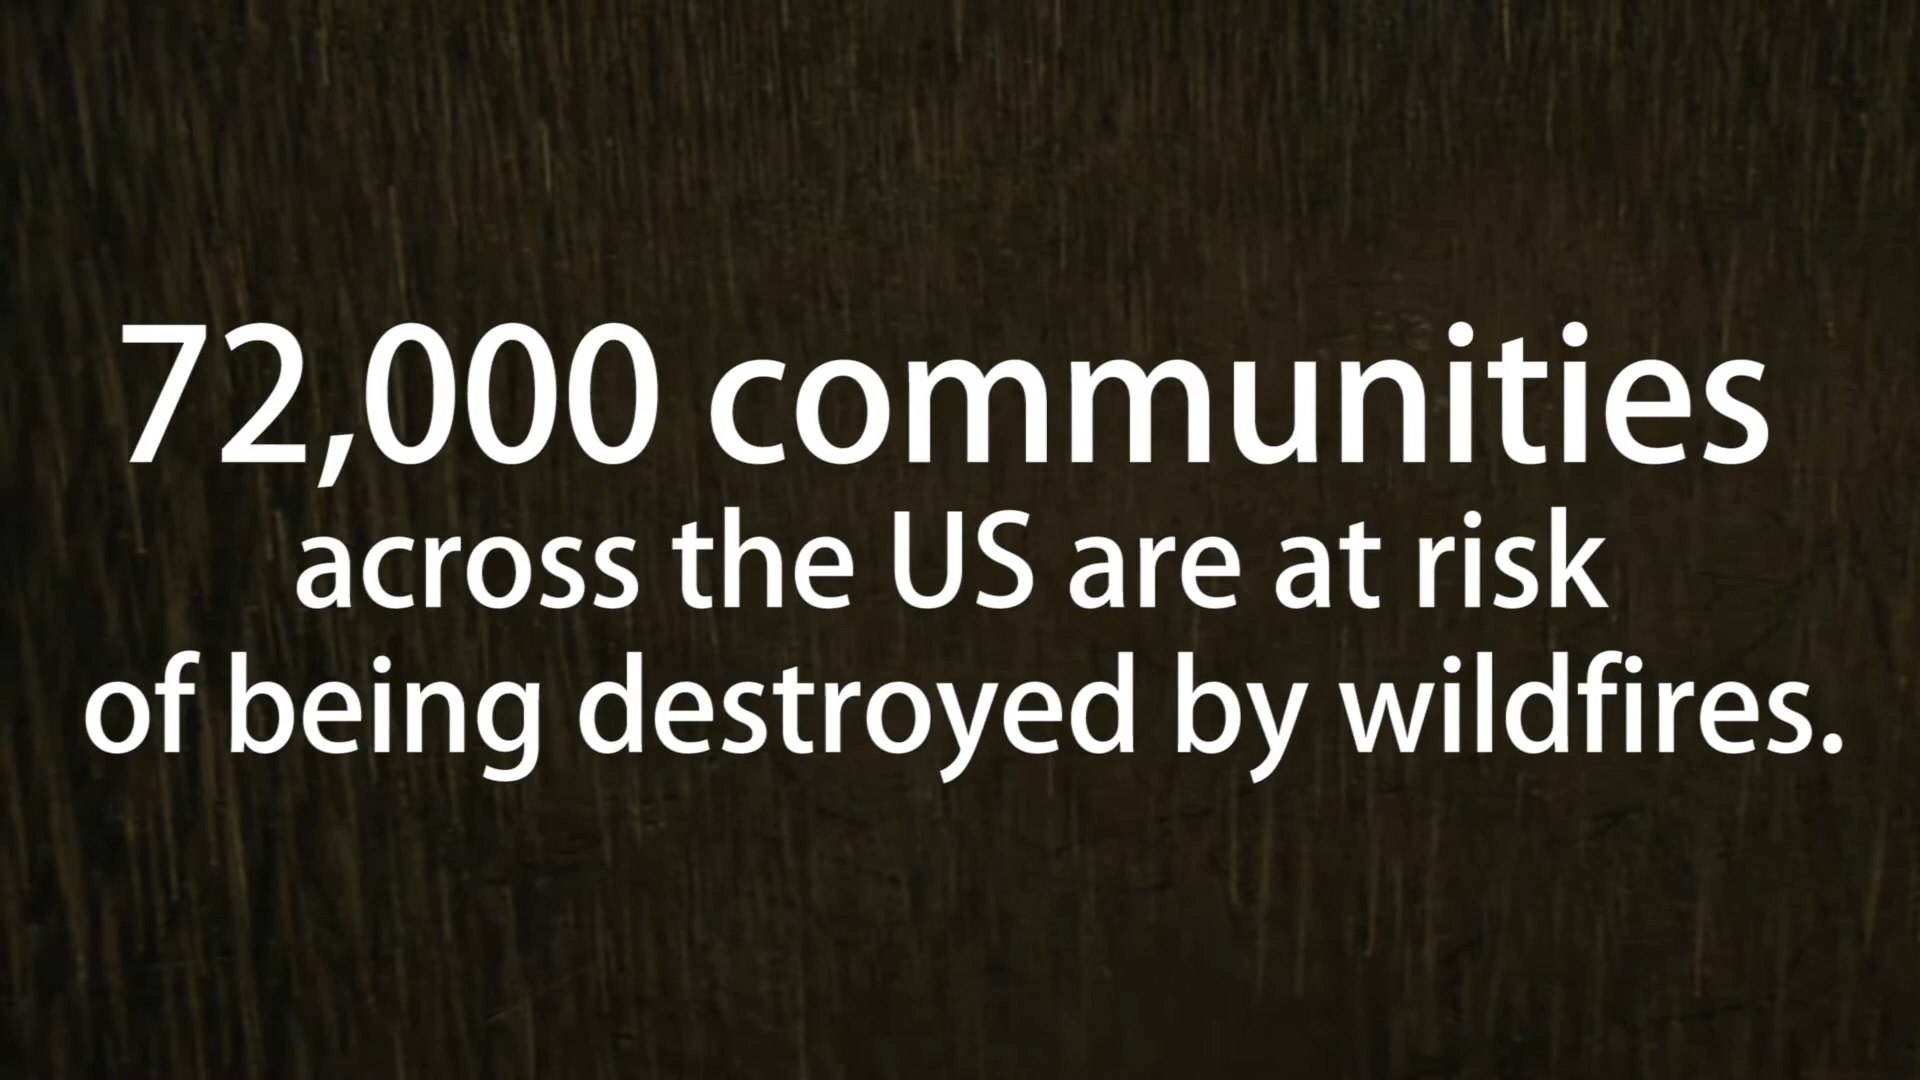 72,000 communities
across the US are at risk
of being destroyed by wildfires.